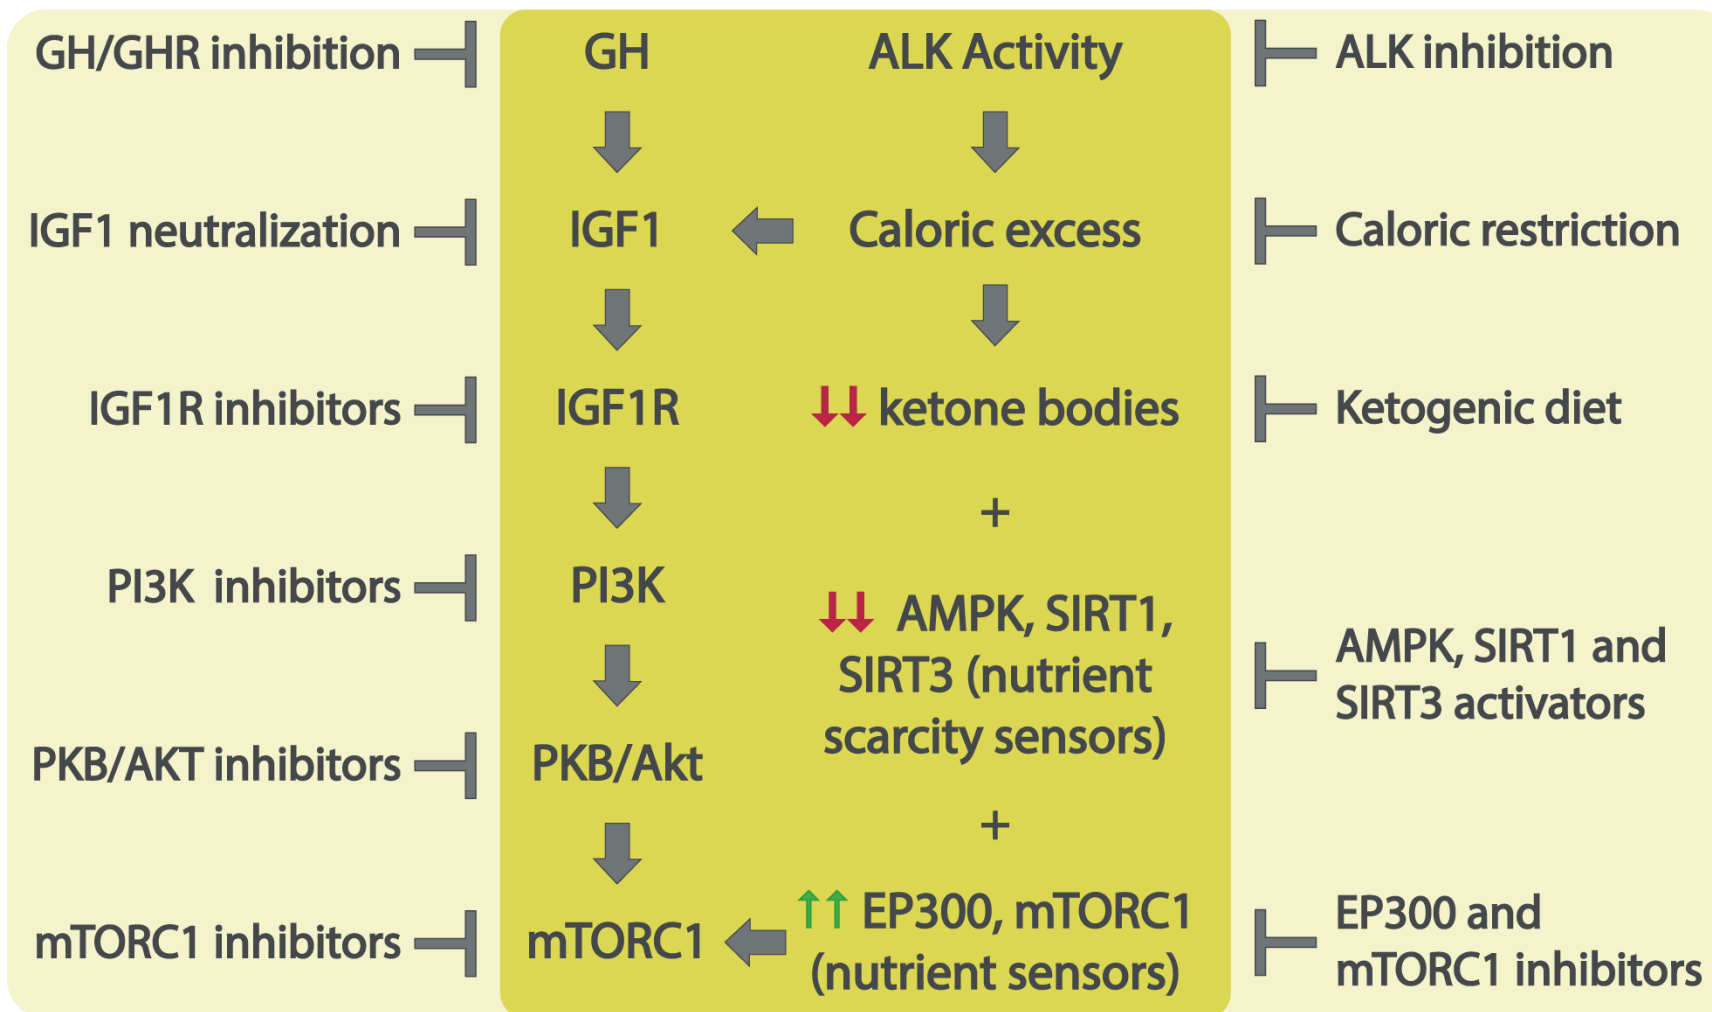 GH/GHR inhibition
GH
ALK Activity
ALK inhibition
IGF1 neutralization
IGF1
Caloric excess
Caloric restriction
IGF1R inhibitors
IGF1R
ketone bodies
Ketogenic diet
+
PI3K inhibitors
PI3K
AMPK, SIRT1,
SIRT3 (nutrient
scarcity sensors)
AMPK, SIRT1 and
SIRT3 activators
PKB/AKT inhibitors
PKB/Akt
+
mTORC1 inhibitors
mTORC1
EP300, mTORC1
(nutrient sensors)
EP300 and
mTORC1 inhibitors